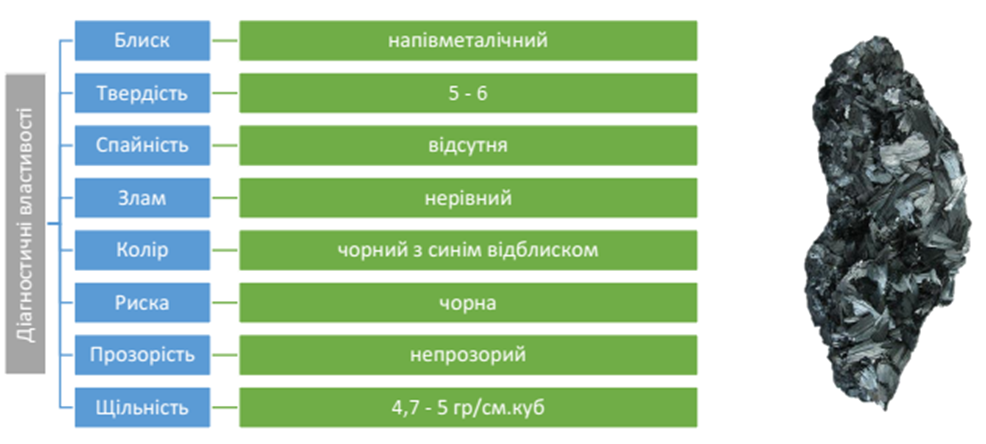 Діагностичні властивості
Блиск
напівметалічний
Твердість
5 - 6
Спайність
відсутня
Злам
нерівний
Колір
чорний з синім відблиском
Риска
чорна
Прозорість
непрозорий
Щільність
4,7 - 5 гр/см.куб